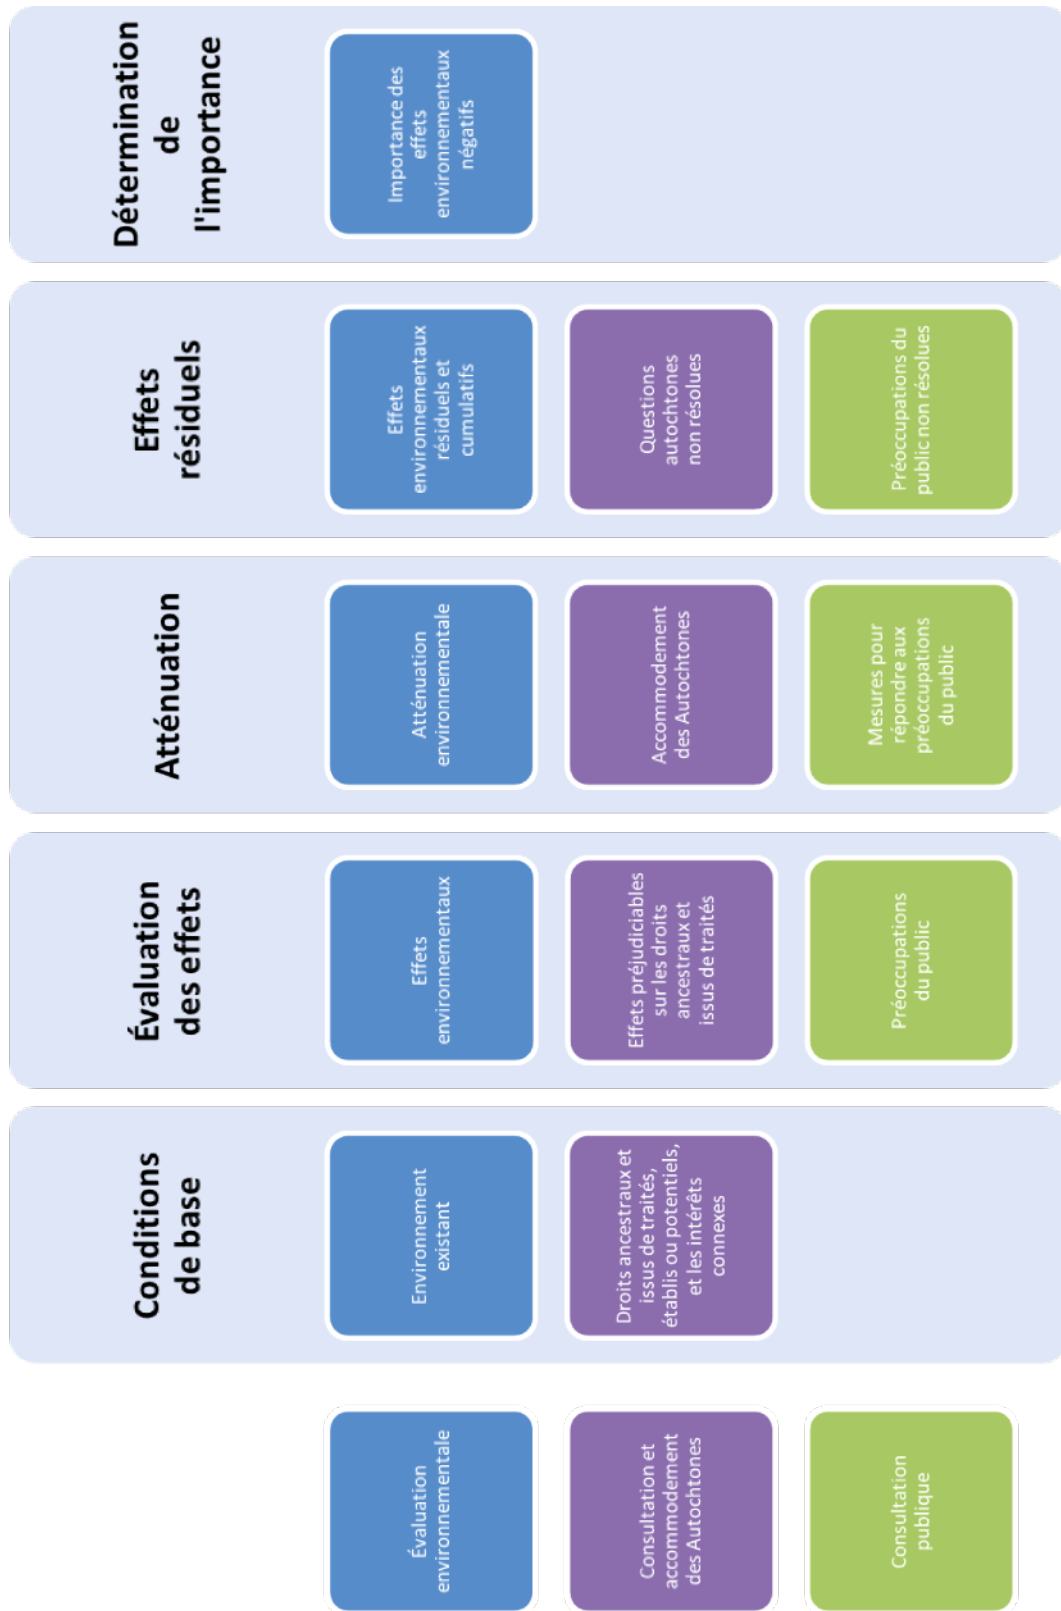 Conditions
de base
Évaluation
des effets
Atténuation
Effets
résiduels
Détermination
de
l'importance
Évaluation
environnementale
Environnement
existant
Effets
environnementaux
Atténuation
environnementale
Effets
environnementaux
résiduels et
cumulatifs
Importance des
effets
environnementaux
négatifs
Consultation et
accommodement
des Autochtones
Droits ancestraux et
issus de traités,
établis ou potentiels,
et les intérêts
connexes
Effets préjudiciables
sur les droits
ancestraux et
issus de traités
Accommodement
des Autochtones
Questions
autochtones
non résolues
Consultation
publique
Préoccupations
du public
Mesures pour
répondre aux
préoccupations
du public
Préoccupations du
public non résolues